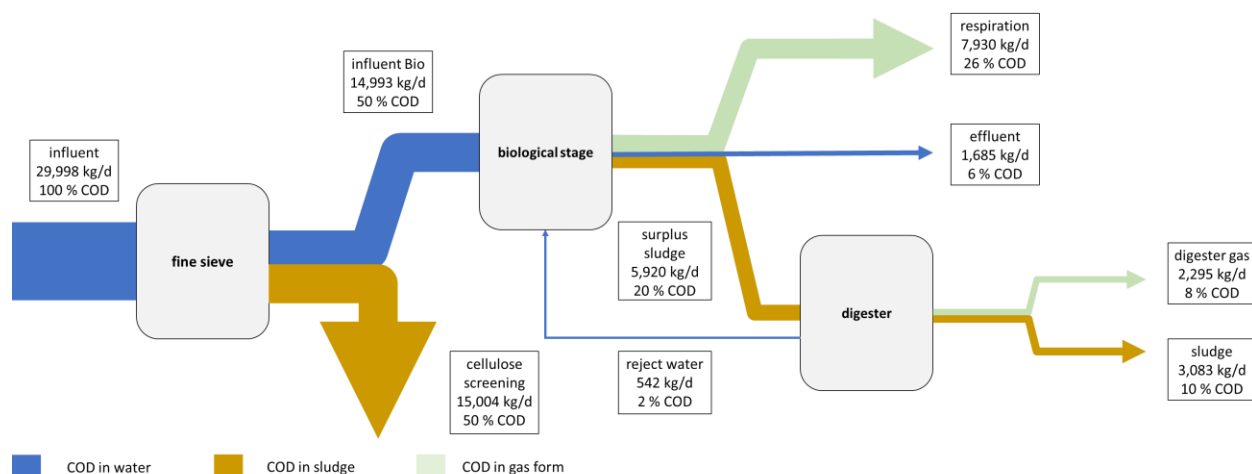 influent
29,998 kg/d
100 % COD
fine sieve
influent Bio
14,993 kg/d
50 % COD
cellulose
screening
15,004 kg/d
50 % COD
biological stage
respiration
7,930 kg/d
26 % COD
effluent
1,685 kg/d
6 % COD
surplus
sludge
5,920 kg/d
20 % COD
reject water
542 kg/d
2 % COD
digester
digester gas
2,295 kg/d
8 % COD
sludge
3,083 kg/d
10 % COD
COD in water
COD in sludge
COD in gas form